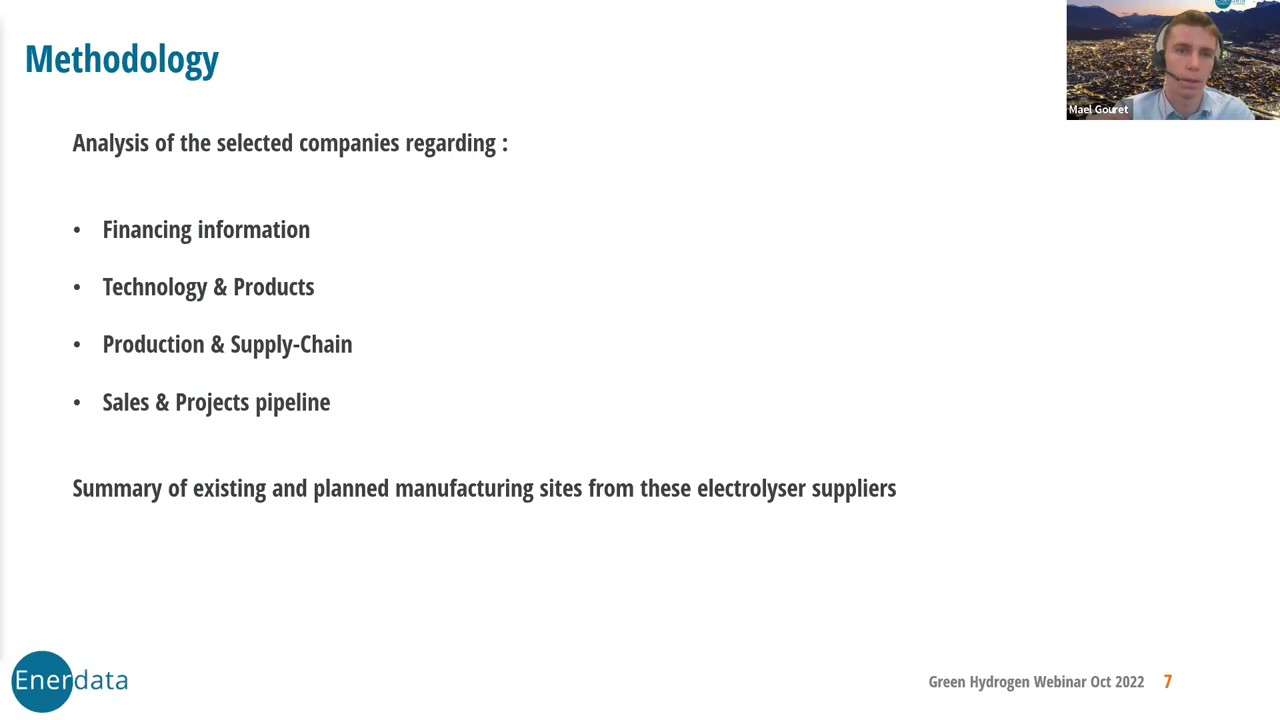 Methodology
Enerdata
Mael Gouret
Analysis of the selected companies regarding :
• Financing information
• Technology & Products
• Production & Supply-Chain
• Sales & Projects pipeline
Summary of existing and planned manufacturing sites from these electrolyser suppliers
Enerdata
Green Hydrogen Webinar Oct 2022 7